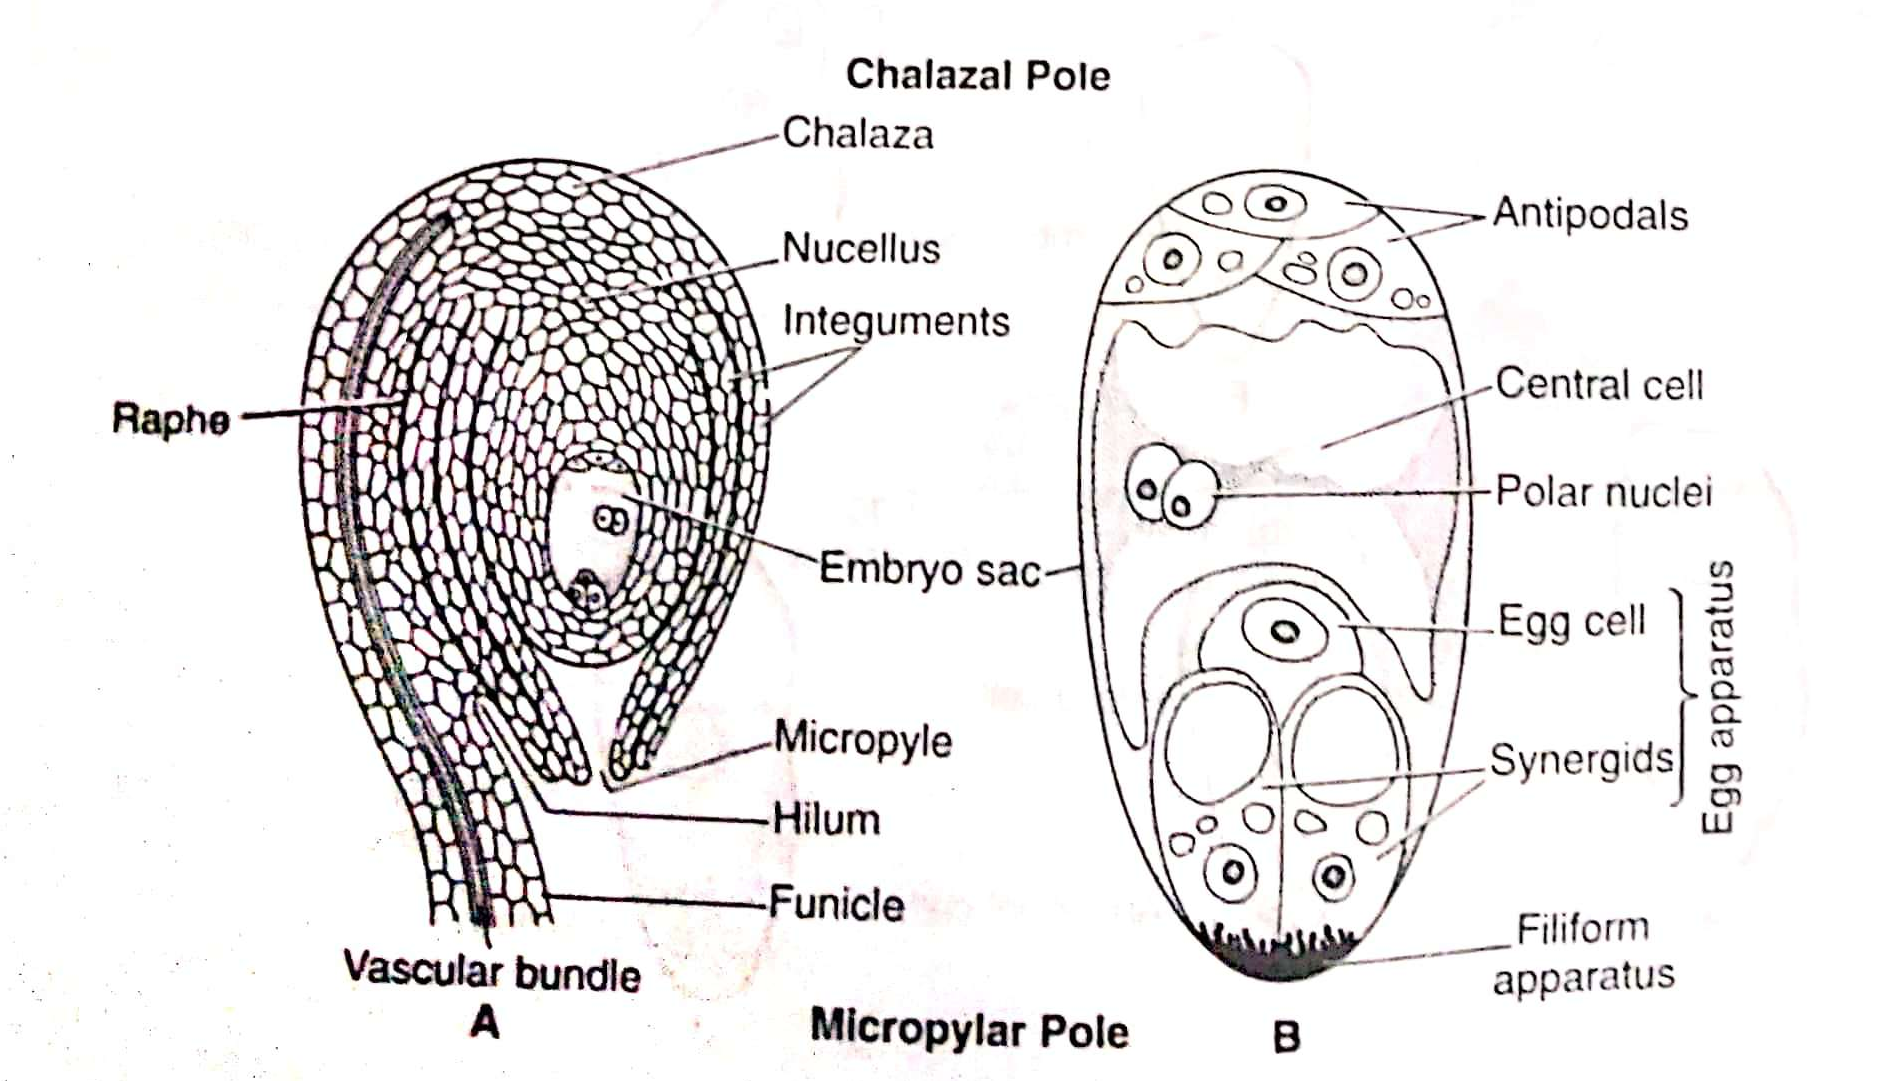 Chalazal Pole
Chalaza
Nucellus
Integuments
Raphe
Embryo sac
Micropyle
Hilum
Funicle
Vascular bundle
A
Antipodals
Central cell
Polar nuclei
Egg cell
Synergids
Egg apparatus
Filiform
apparatus
Micropylar Pole
B